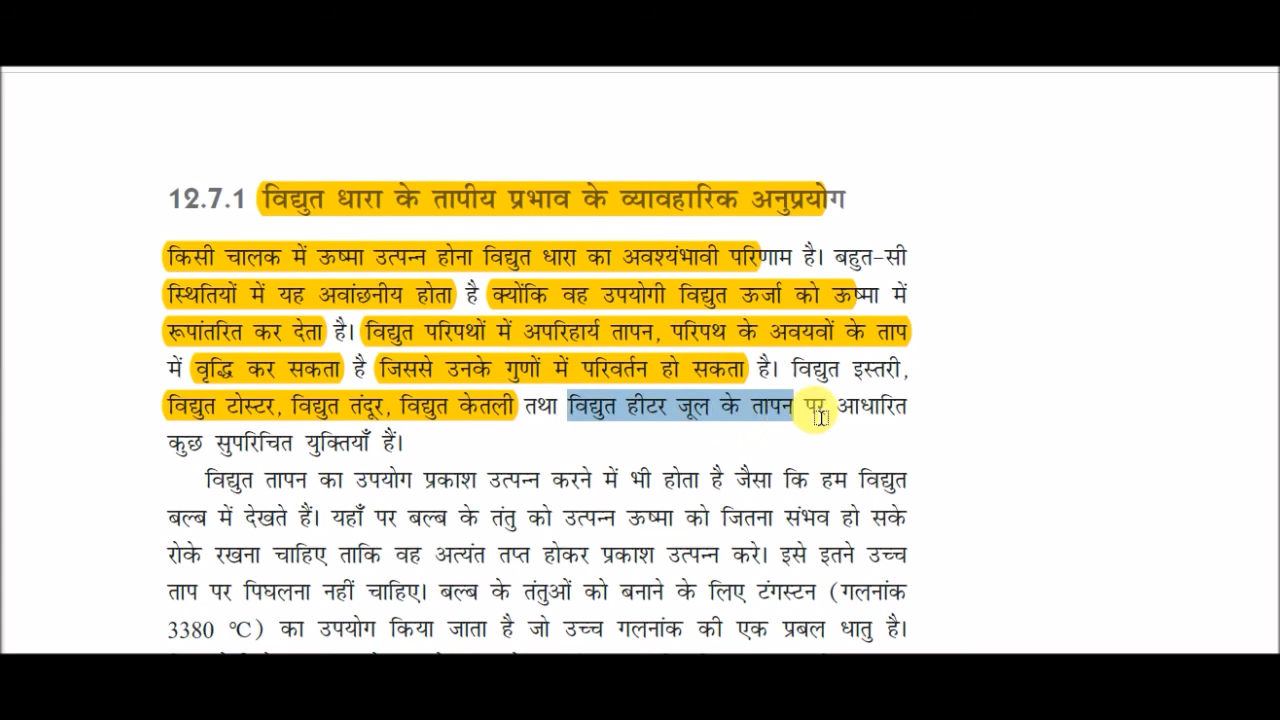 12.7.1 विद्युत धारा के तापीय प्रभाव के व्यावहारिक अनुप्रयोग
किसी चालक में ऊष्मा उत्पन्न होना विद्युत धारा का अवश्यंभावी परिणाम है। बहुत-सी
स्थितियों में यह अवांछनीय होता है क्योंकि वह उपयोगी विद्युत ऊर्जा को ऊष्मा में
रूपांतरित कर देता है। विद्युत परिपथों में अपरिहार्य तापन, परिपथ के अवयवों के ताप
में वृद्धि कर सकता है जिससे उनके गुणों में परिवर्तन हो सकता है। विद्युत इस्तरी,
विद्युत टोस्टर, विद्युत तंदूर, विद्युत केतली तथा विद्युत हीटर जूल के तापन पर आधारित
कुछ सुपरिचित युक्तियाँ हैं।
विद्युत तापन का उपयोग प्रकाश उत्पन्न करने में भी होता है जैसा कि हम विद्युत
बल्ब में देखते हैं। यहाँ पर बल्ब के तंतु को उत्पन्न ऊष्मा को जितना संभव हो सके
रोके रखना चाहिए ताकि वह अत्यंत तप्त होकर प्रकाश उत्पन्न करे। इसे इतने उच्च
ताप पर पिघलना नहीं चाहिए। बल्ब के तंतुओं को बनाने के लिए टंगस्टन (गलनांक
3380 °C) का उपयोग किया जाता है जो उच्च गलनांक की एक प्रबल धातु है।